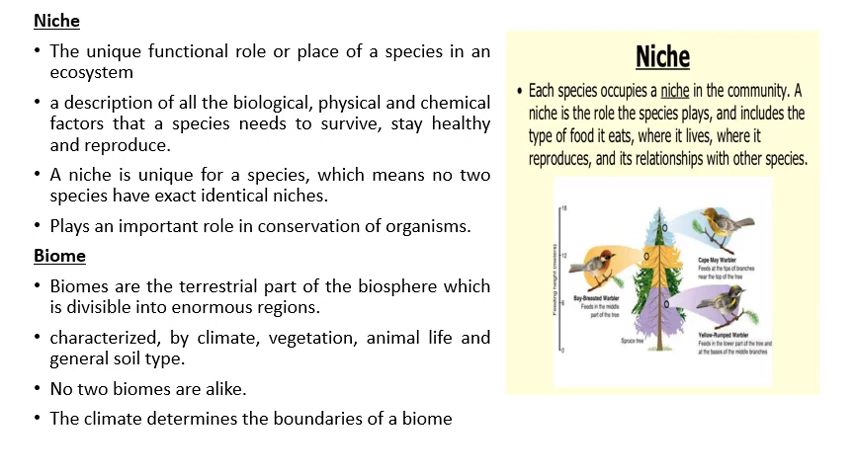 Niche
• The unique functional role or place of a species in an
ecosystem
• a description of all the biological, physical and chemical
factors that a species needs to survive, stay healthy
and reproduce.
• A niche is unique for a species, which means no two
species have exact identical niches.
• Plays an important role in conservation of organisms.
Biome
• Biomes are the terrestrial part of the biosphere which
is divisible into enormous regions.
• characterized, by climate, vegetation, animal life and
general soil type.
• No two biomes are alike.
• The climate determines the boundaries of a biome
Niche
• Each species occupies a niche in the community. A
niche is the role the species plays, and includes the
type of food it eats, where it lives, where it
reproduces, and its relationships with other species.
Feeding height (meters)
18
12
6
0
Cape May Warbler
Feeds at the tips of branches
near the top of the tree
Bay-Breasted Warbler
Feeds in the middle
part of the tree
Spruce tree
Yellow-Rumped Warbler
Feeds in the lower part of the tree and
at the bases of the middle branches